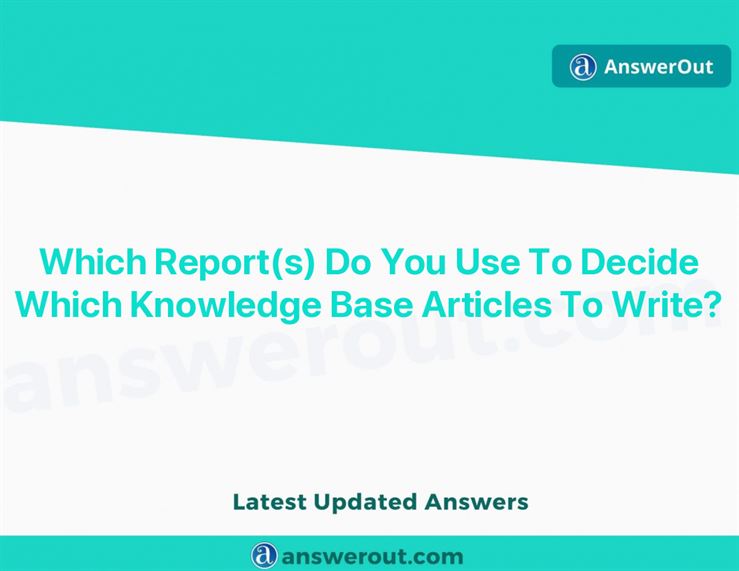 AnswerOut
Which Report(s) Do You Use To Decide
Which Knowledge Base Articles To Write?
answerout.com
Latest Updated Answers
answerout.com